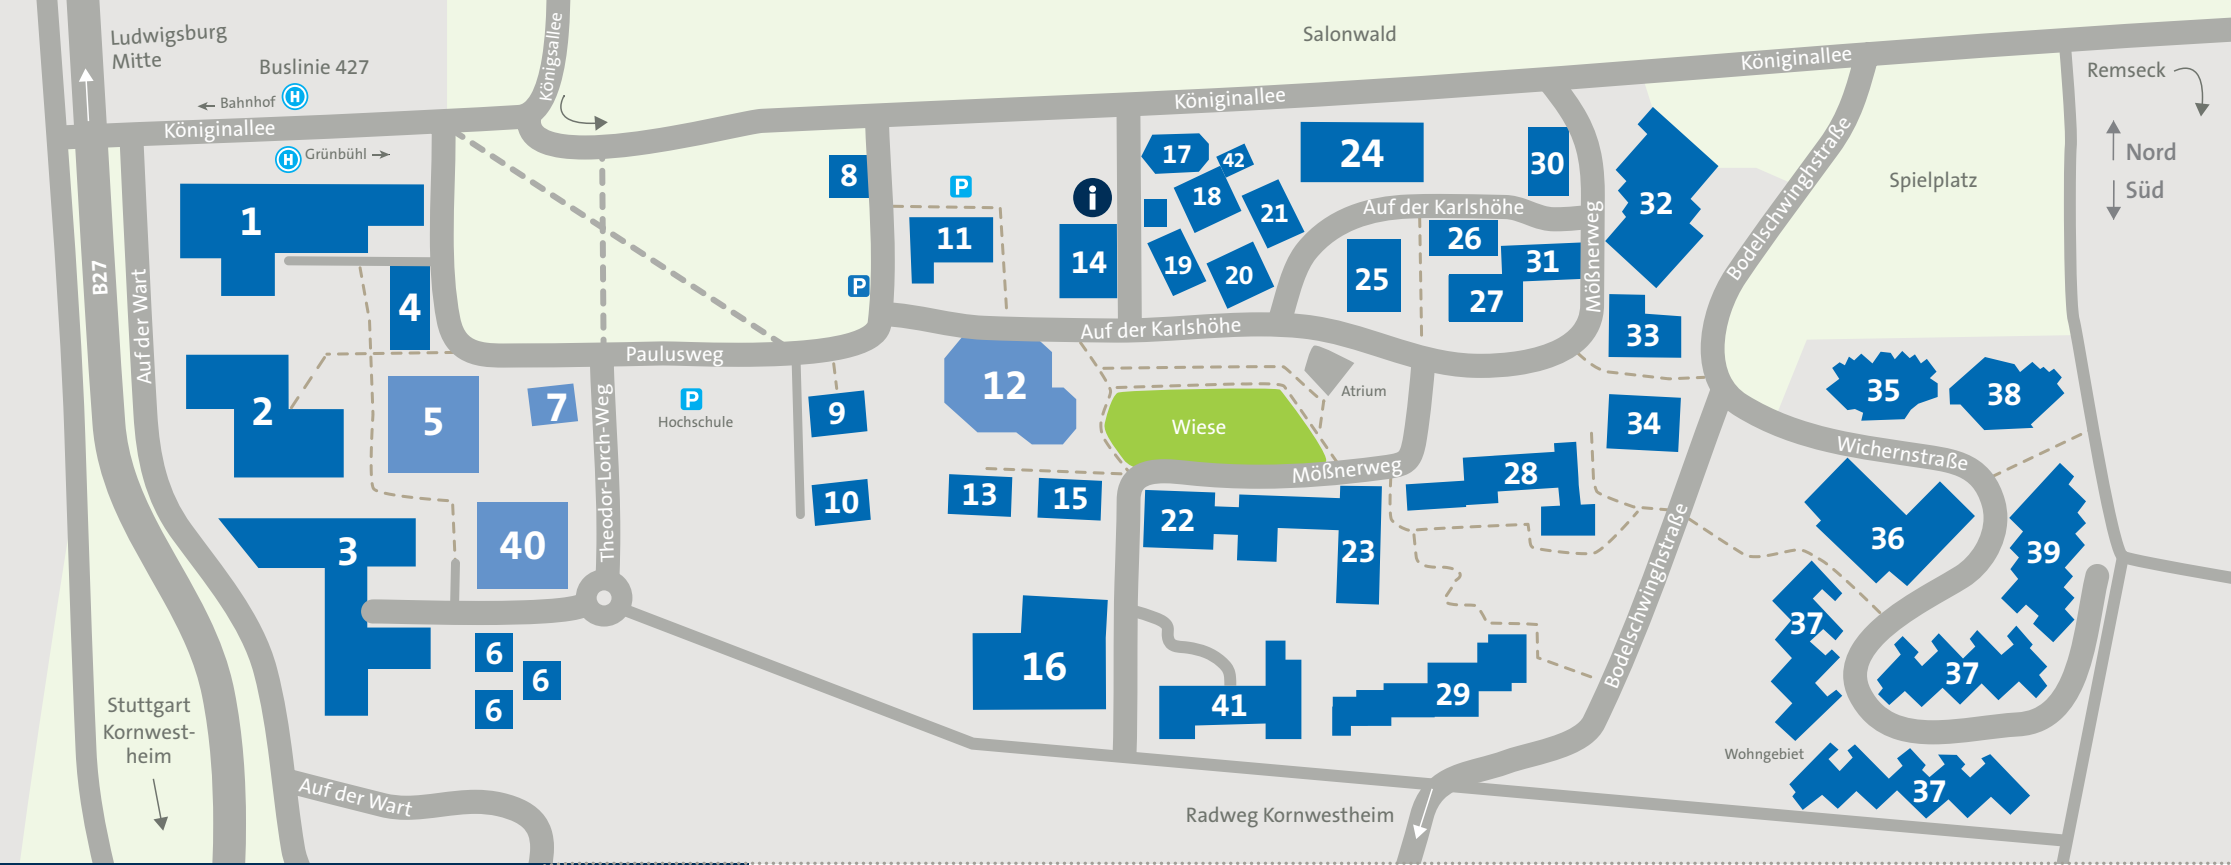 Ludwigsburg
Mitte
Buslinie 427
← Bahnhof H
Königinallee
H Grünbühl →
Königsallee
Salonwald
Königinallee
Königinallee
Remseck
Nord
Süd
B27
Auf der Wart
1
4
2
5
7
3
40
6
6
6
Paulusweg
Theodor-Lorch-Weg
P
Hochschule
8
P
P
11
i
14
9
10
12
13
15
16
17
42
18
21
19
20
24
30
Auf der Karlshöhe
26
25
31
27
Mößnerweg
32
33
34
Auf der Karlshöhe
Atrium
Wiese
Mößnerweg
22
23
28
41
29
Bodelschwinghstraße
Spielplatz
35
38
Wichernstraße
36
39
37
37
37
Bodelschwinghstraße
Wohngebiet
Stuttgart
Kornwest-
heim
Auf der Wart
Radweg Kornwestheim